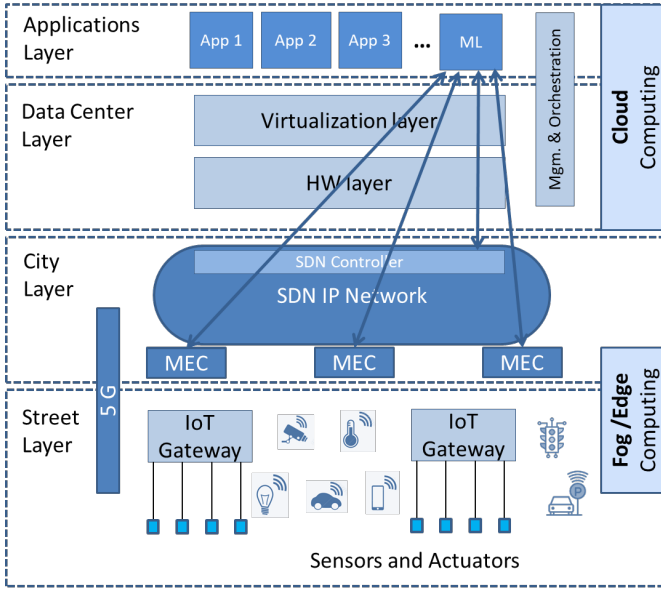 Applications
Layer
App 1
App 2
App 3
...
ML
Mgm. & Orchestration
Cloud
Computing
Data Center
Layer
Virtualization layer
HW layer
City
Layer
SDN Controller
SDN IP Network
MEC
MEC
MEC
5 G
Street
Layer
IoT
Gateway
IoT
Gateway
P
Fog /Edge
Computing
Sensors and Actuators